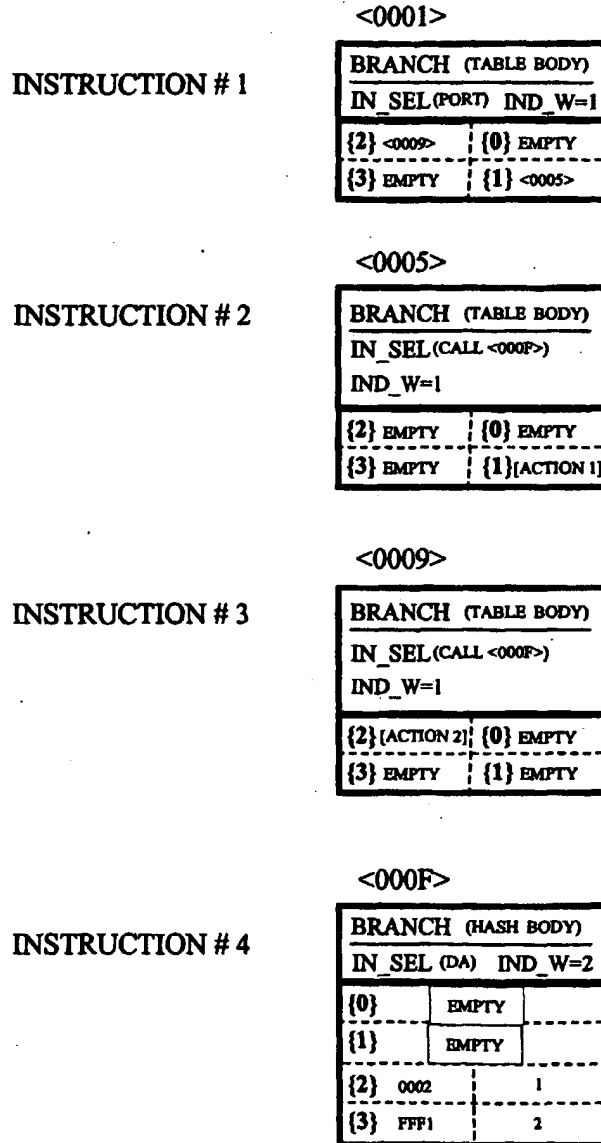 <0001>
INSTRUCTION # 1
BRANCH (TABLE BODY)
IN_SEL(PORT) IND_W=1
{2} <0009> {0} EMPTY
{3} EMPTY {1} <0005>
<0005>
INSTRUCTION # 2
BRANCH (TABLE BODY)
IN_SEL(CALL <000F>)
IND_W=1
{2} EMPTY {0} EMPTY
{3} EMPTY {1}[ACTION 1]
<0009>
INSTRUCTION # 3
BRANCH (TABLE BODY)
IN_SEL(CALL <000F>)
IND_W=1
{2}[ACTION 2] {0} EMPTY
{3} EMPTY {1} EMPTY
<000F>
INSTRUCTION # 4
BRANCH (HASH BODY)
IN_SEL (DA) IND_W=2
{0} EMPTY
{1} EMPTY
{2} 0002 1
{3} FFF1 2